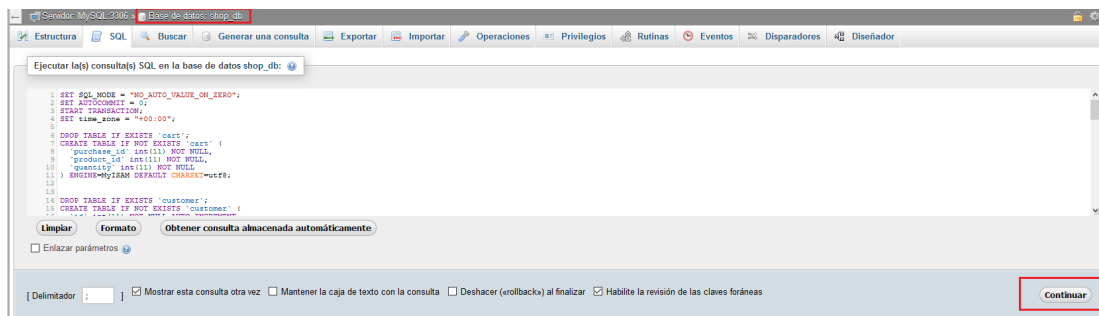 Servidor: MySQL:3306 » Base de datos: shop_db
Estructura SQL Buscar Generar una consulta Exportar Importar Operaciones Privilegios Rutinas Eventos Disparadores Diseñador
Ejecutar la(s) consulta(s) SQL en la base de datos shop_db:
1 SET SQL_MODE = "NO_AUTO_VALUE_ON_ZERO";
2 SET AUTOCOMMIT = 0;
3 START TRANSACTION;
4 SET time_zone = "+00:00";
5
6 DROP TABLE IF EXISTS `cart`;
7 CREATE TABLE IF NOT EXISTS `cart` (
8 `purchase_id` int(11) NOT NULL,
9 `product_id` int(11) NOT NULL,
10 `quantity` int(11) NOT NULL
11 ) ENGINE=MyISAM DEFAULT CHARSET=utf8;
12
13
14 DROP TABLE IF EXISTS `customer`;
15 CREATE TABLE IF NOT EXISTS `customer` (
16 `id` int(11) NOT NULL AUTO_INCREMENT
Limpiar Formato Obtener consulta almacenada automáticamente
Enlazar parámetros
[ Delimitador ; ] Mostrar esta consulta otra vez Mantener la caja de texto con la consulta Deshacer («rollback») al finalizar Habilite la revisión de las claves foráneas
Continuar